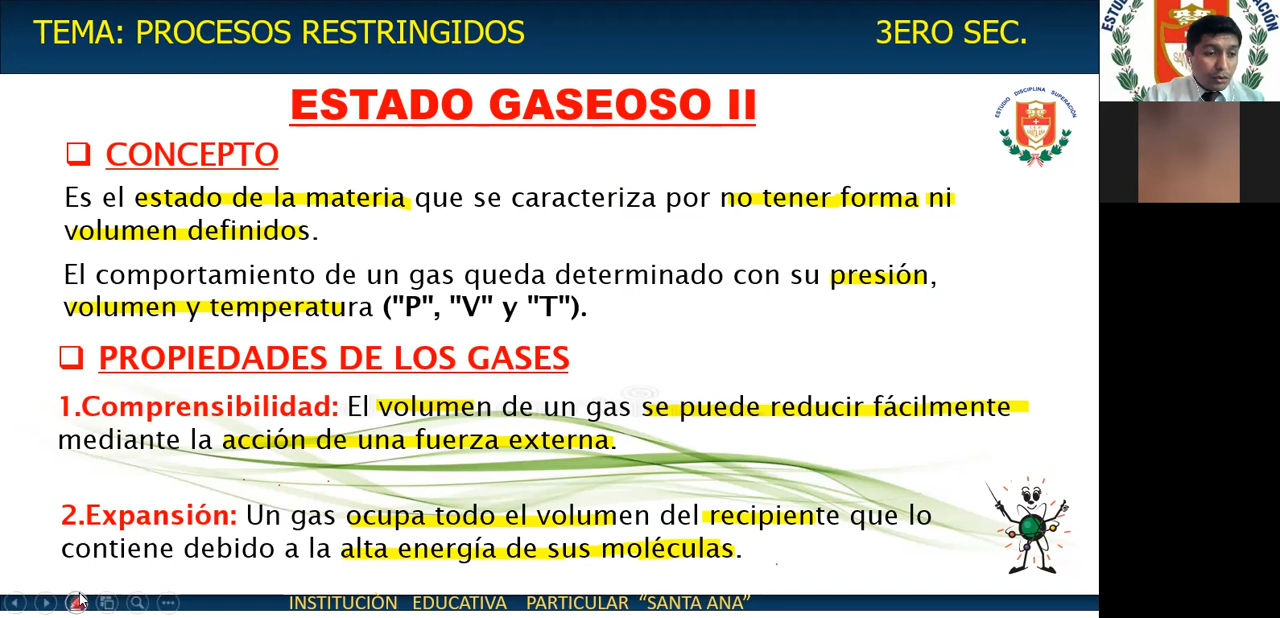 TEMA: PROCESOS RESTRINGIDOS 3ERO SEC.
ESTADO GASEOSO II
ESTUDIO DISCIPLINA SUPERACIÓN
CONCEPTO
Es el estado de la materia que se caracteriza por no tener forma ni
volumen definidos.
El comportamiento de un gas queda determinado con su presión,
volumen y temperatura ("P", "V" y "T").
PROPIEDADES DE LOS GASES
1.Comprensibilidad: El volumen de un gas se puede reducir fácilmente
mediante la acción de una fuerza externa.
2.Expansión: Un gas ocupa todo el volumen del recipiente que lo
contiene debido a la alta energía de sus moléculas.
INSTITUCIÒN EDUCATIVA PARTICULAR “SANTA ANA”